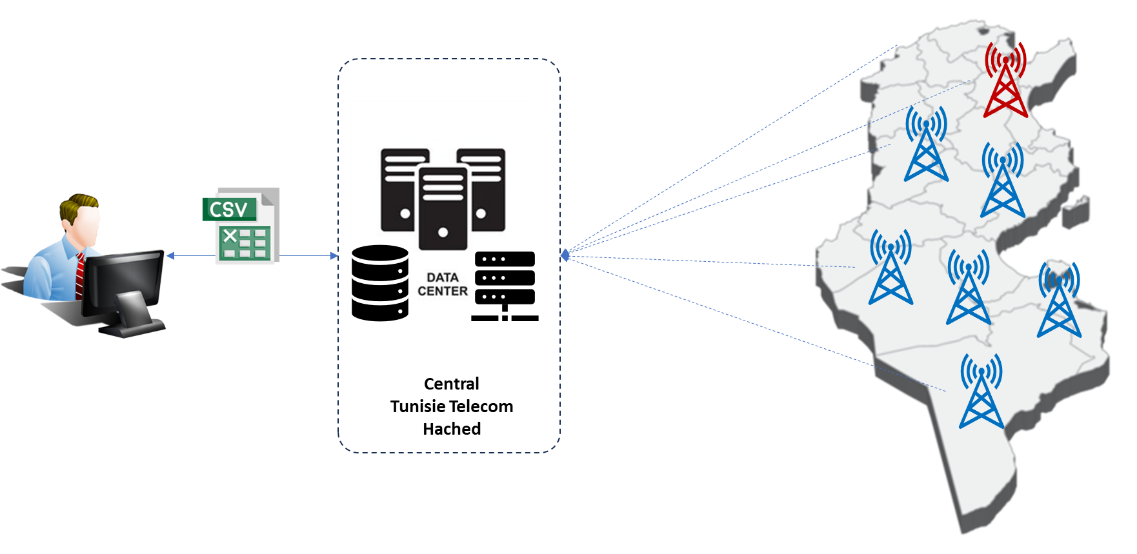 CSV
DATA
CENTER
Central
Tunisie Telecom
Hached